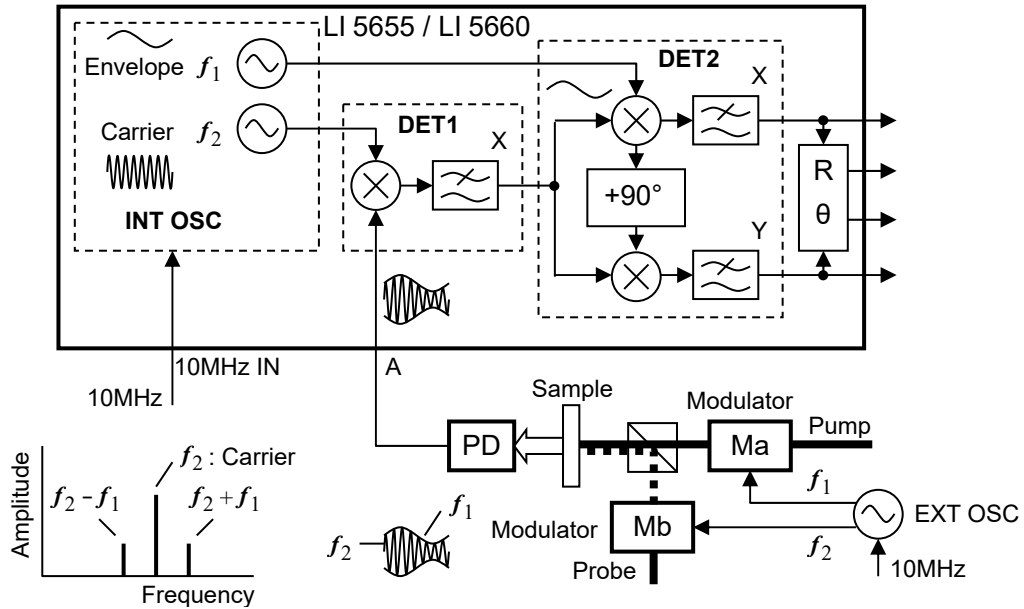 LI 5655 / LI 5660
Envelope f1
Carrier f2
INT OSC
DET1
X
DET2
X
+90°
Y
R
θ
10MHz IN
10MHz
A
Sample
PD
Modulator
Ma
Pump
Modulator
Mb
Probe
f1
f2
EXT OSC
10MHz
Amplitude
f2 : Carrier
f2 − f1
f2 + f1
Frequency
f2
f1